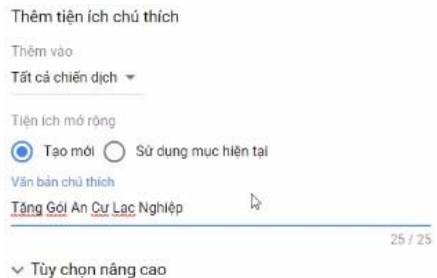 Thêm tiện ích chú thích
Thêm vào
Tất cả chiến dịch
Tiện ích mở rộng
Tạo mới Sử dụng mục hiện tại
Văn bản chú thích
Tặng Gói An Cư Lạc Nghiệp
25 / 25
Tùy chọn nâng cao